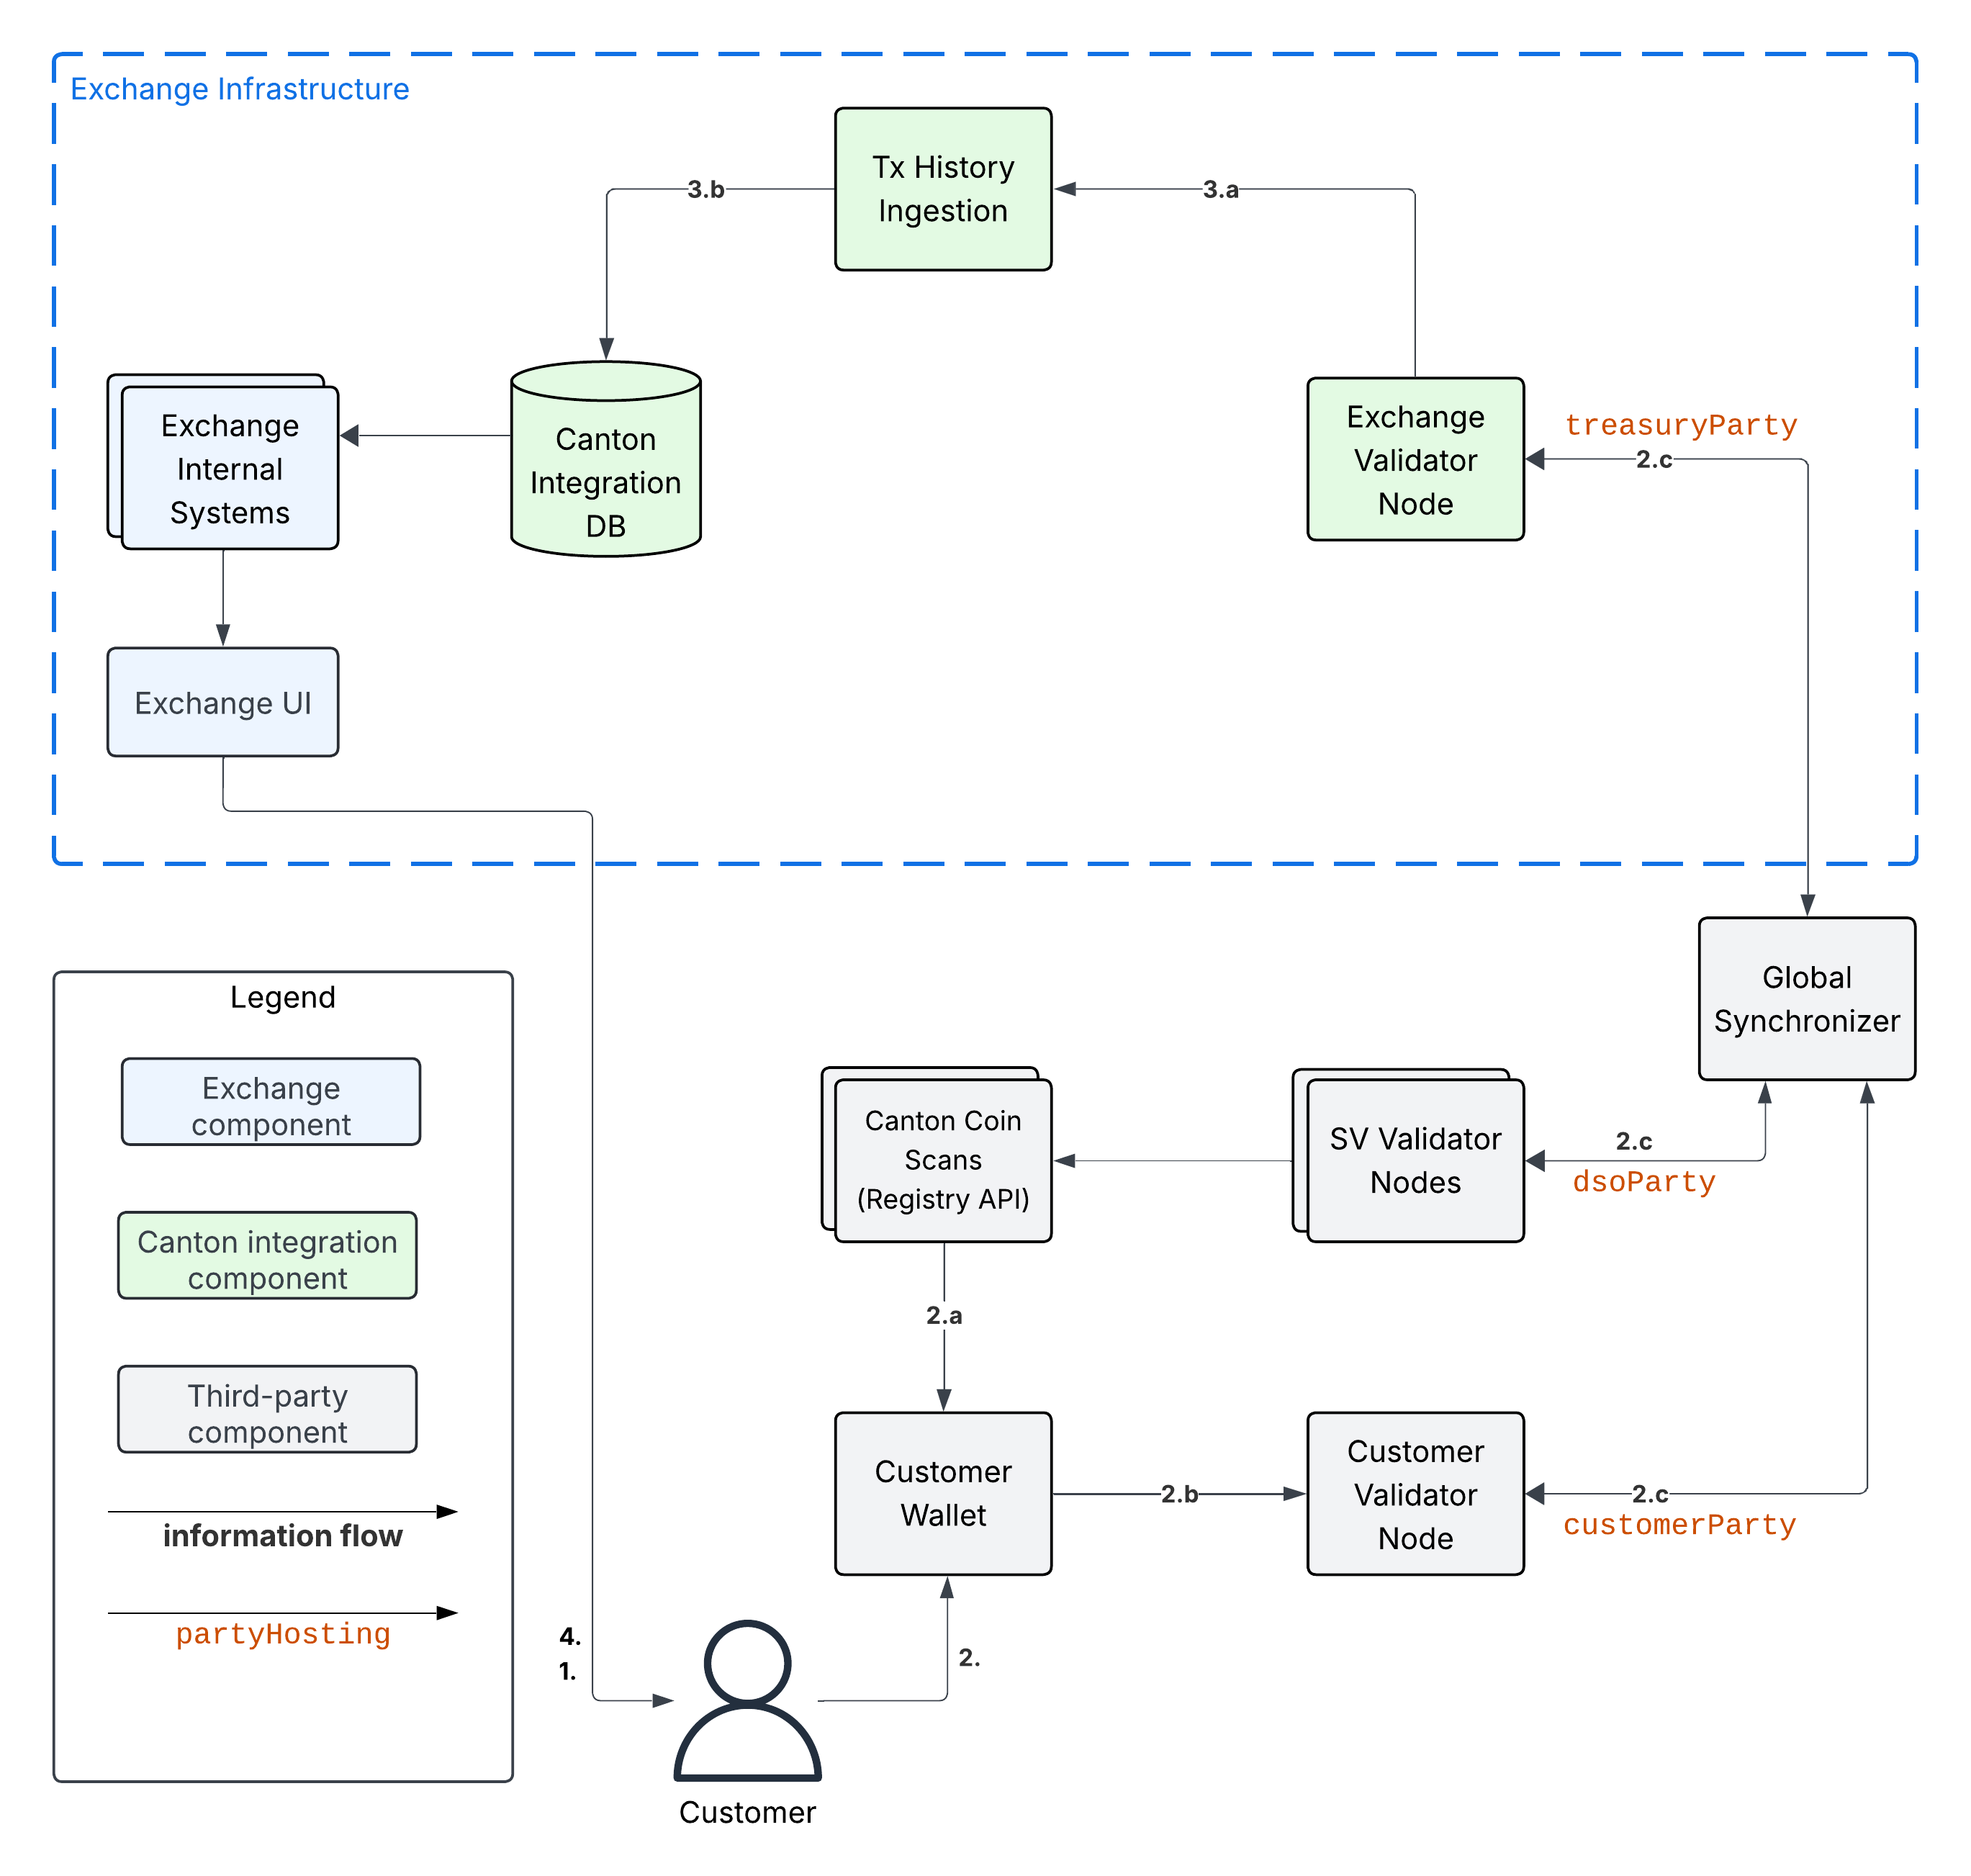 Exchange Infrastructure
Tx History
Ingestion
3.b
3.a
Exchange
Internal
Systems
Canton
Integration
DB
Exchange
Validator
Node
treasuryParty
2.c
Exchange UI
Global
Synchronizer
Legend
Exchange
component
Canton integration
component
Third-party
component
information flow
partyHosting
Canton Coin
Scans
(Registry API)
SV Validator
Nodes
2.c
dsoParty
2.a
Customer
Wallet
2.b
Customer
Validator
Node
2.c
customerParty
4.
1.
2.
Customer